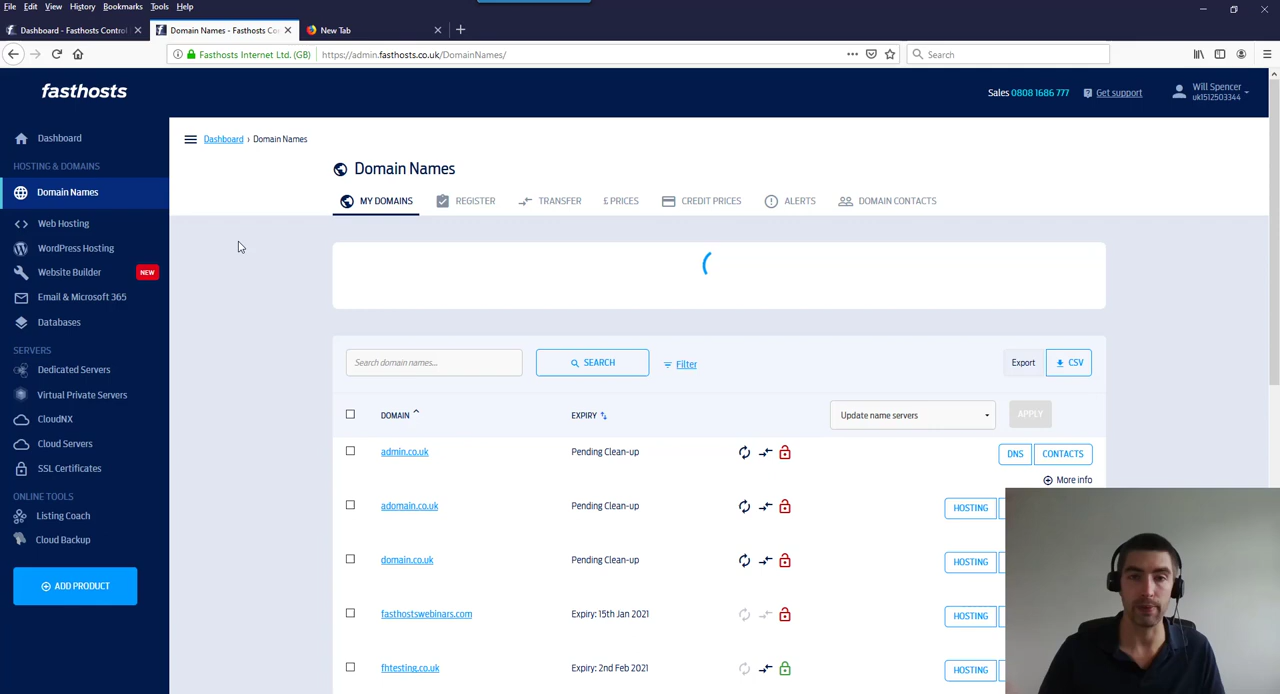 File Edit View History Bookmarks Tools Help
Dashboard - Fasthosts Control
Domain Names - Fasthosts Co
New Tab
Fasthosts Internet Ltd. (GB) https://admin.fasthosts.co.uk/DomainNames/
Search
fasthosts
Sales 0808 1686 777
Get support
Will Spencer
uk1512503344
Dashboard
HOSTING & DOMAINS
Domain Names
Web Hosting
WordPress Hosting
Website Builder NEW
Email & Microsoft 365
Databases
SERVERS
Dedicated Servers
Virtual Private Servers
CloudNX
Cloud Servers
SSL Certificates
ONLINE TOOLS
Listing Coach
Cloud Backup
ADD PRODUCT
Dashboard › Domain Names
Domain Names
MY DOMAINS REGISTER TRANSFER £ PRICES CREDIT PRICES ALERTS DOMAIN CONTACTS
Search domain names... SEARCH Filter Export CSV
DOMAIN EXPIRY Update name servers APPLY
admin.co.uk Pending Clean-up DNS CONTACTS
More info
adomain.co.uk Pending Clean-up HOSTING
domain.co.uk Pending Clean-up HOSTING
fasthostswebinars.com Expiry: 15th Jan 2021 HOSTING
fhtesting.co.uk Expiry: 2nd Feb 2021 HOSTING